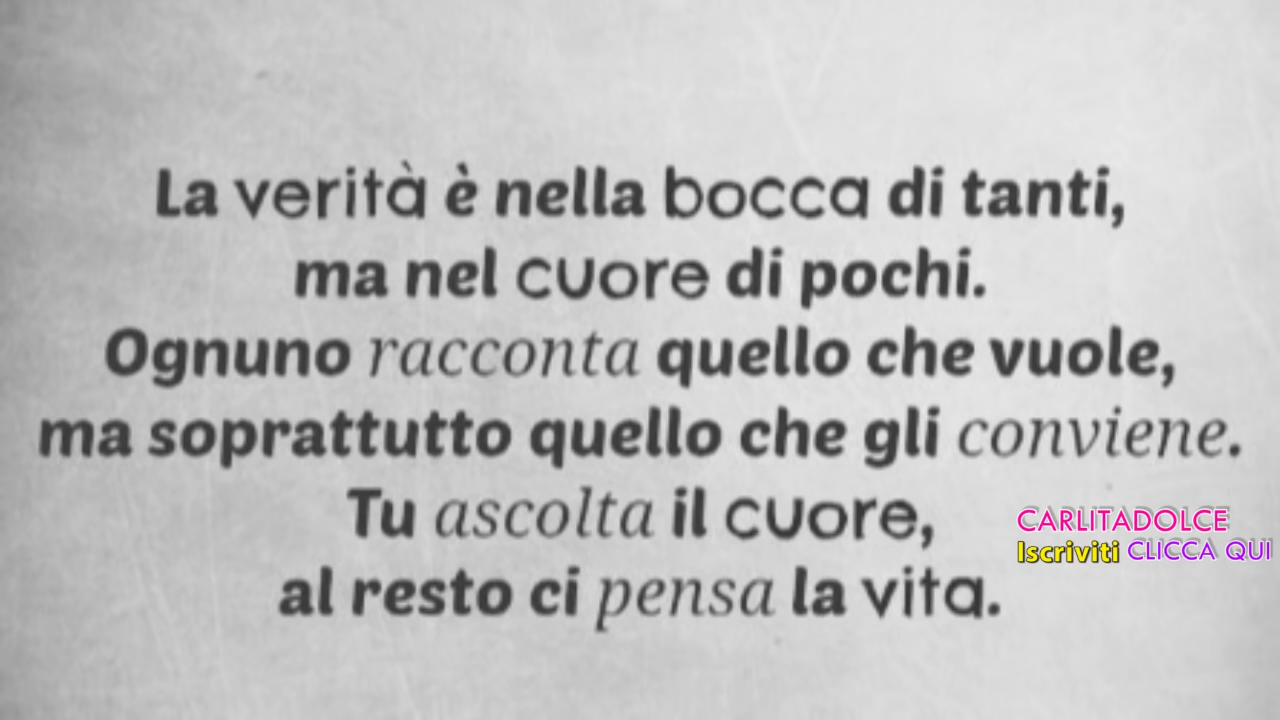 La verità è nella bocca di tanti,
ma nel cuore di pochi.
Ognuno racconta quello che vuole,
ma soprattutto quello che gli conviene.
Tu ascolta il cuore,
al resto ci pensa la vita.
CARLITADOLCE
Iscriviti CLICCA QUI